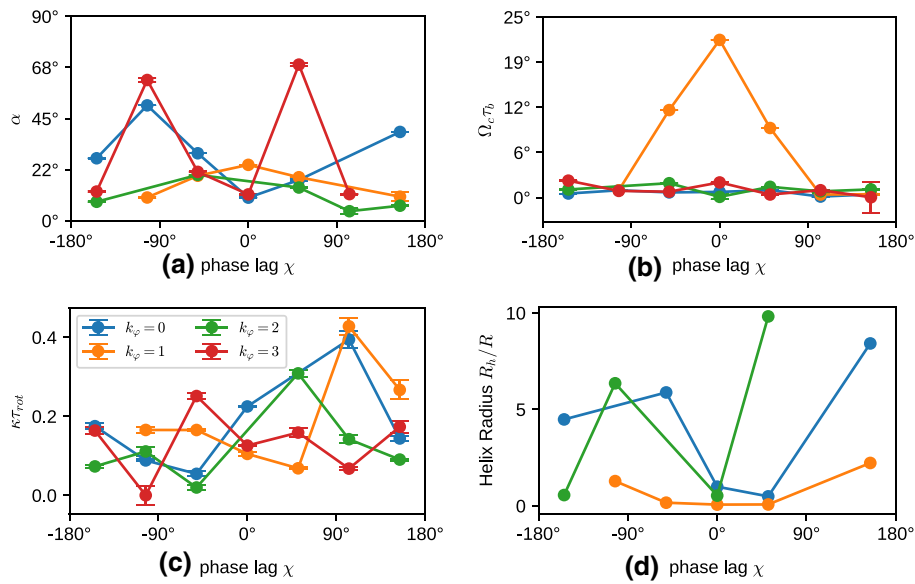 90°
68°
45°
22°
0°
α
-180° -90° 0° 90° 180°
(a) phase lag χ
25°
19°
12°
6°
0°
Ω_c τ_b
-180° -90° 0° 90° 180°
(b) phase lag χ
0.4
0.2
0.0
κτ_rot
k_φ = 0 k_φ = 2
k_φ = 1 k_φ = 3
-180° -90° 0° 90° 180°
(c) phase lag χ
10
5
0
Helix Radius R_h/R
-180° -90° 0° 90° 180°
(d) phase lag χ